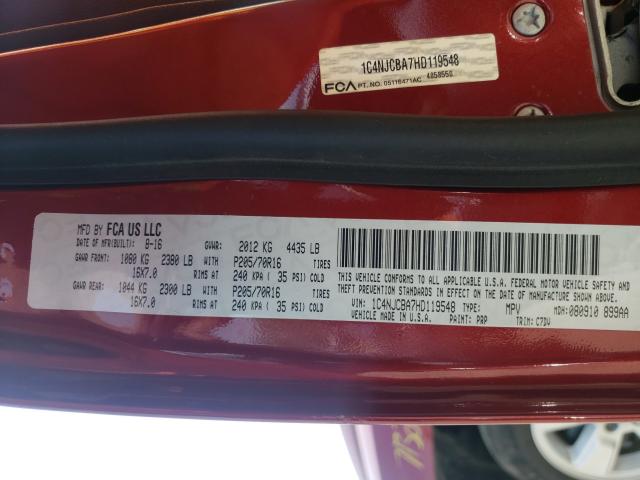 1C4NJCBA7HD119548
FCA PT. NO. 05116471AC 4858550
MFD BY FCA US LLC
DATE OF MFR(BUILT): 8-16 GVWR: 2012 KG 4435 LB
GAWR FRONT: 1080 KG 2380 LB WITH P205/70R16 TIRES
16X7.0 RIMS AT 240 KPA ( 35 PSI) COLD
GAWR REAR: 1044 KG 2300 LB WITH P205/70R16 TIRES
16X7.0 RIMS AT 240 KPA ( 35 PSI) COLD
THIS VEHICLE CONFORMS TO ALL APPLICABLE U.S.A. FEDERAL MOTOR VEHICLE SAFETY AND
THEFT PREVENTION STANDARDS IN EFFECT ON THE DATE OF MANUFACTURE SHOWN ABOVE.
VIN: 1C4NJCBA7HD119548 TYPE: MPV MDH: 080910 899AA
VEHICLE MADE IN U.S.A. PAINT: PRP TRIM: C7DV